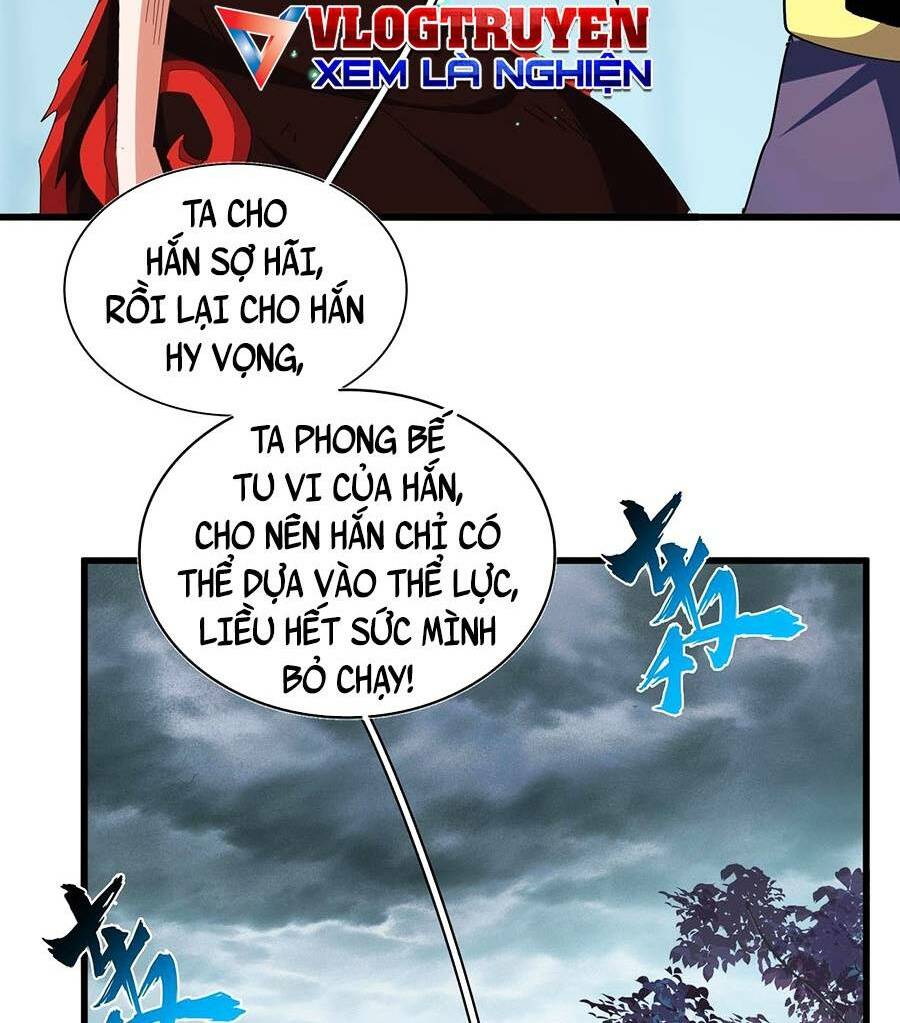 VLOGTRUYEN
XEM LÀ NGHIỆN
TA CHO
HẮN SỢ HÃI,
RỒI LẠI CHO HẮN
HY VỌNG,
TA PHONG BẾ
TU VI CỦA HẮN,
CHO NÊN HẮN CHỈ CÓ
THỂ DỰA VÀO THỂ LỰC,
LIỀU HẾT SỨC MÌNH
BỎ CHẠY!